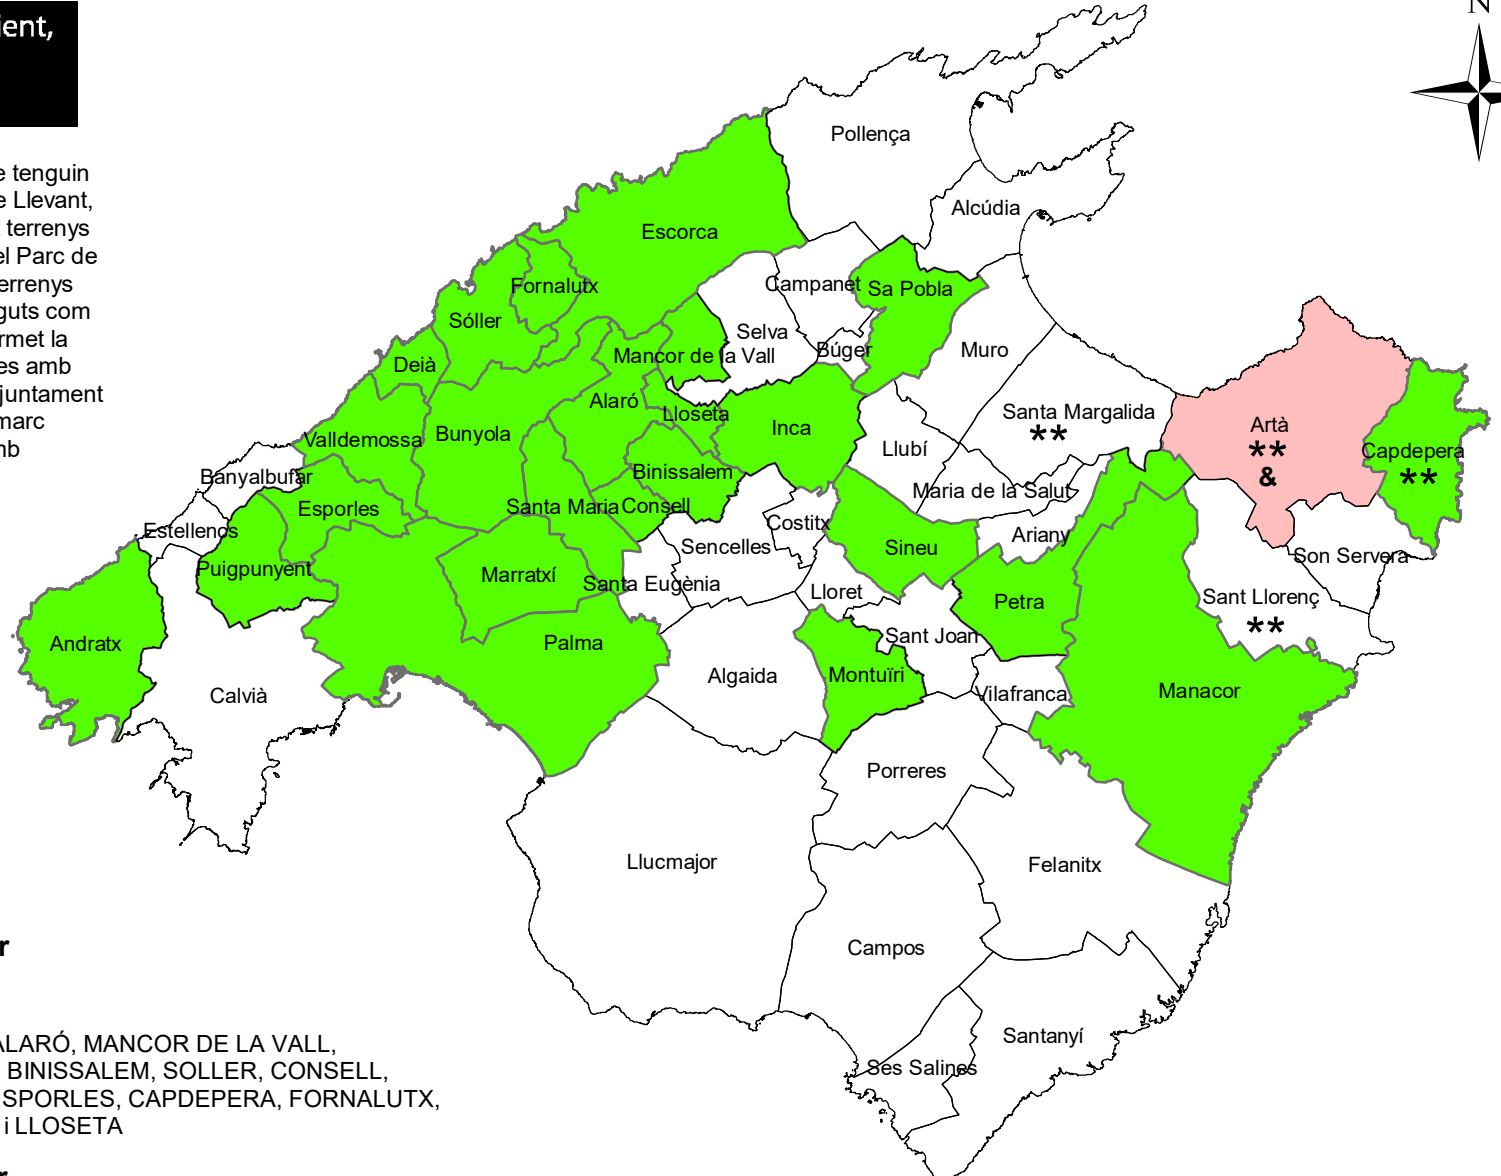 ient,
N
e tenguin
e Llevant,
terrenys
el Parc de
errenys
guts com
rmet la
es amb
juntament
marc
mb
Pollença
Alcúdia
Escorca
Fornalutx
Campanet
Sa Pobla
Sóller
Selva
Búger
Muro
Mancor de la Vall
Deià
Alaró
Lloseta
Inca
Santa Margalida
**
Artà
**
&
Capdepera
**
Valldemossa
Bunyola
Llubí
Binissalem
Banyalbufar
Maria de la Salut
Esporles
Santa Maria
Consell
Costitx
Estellencs
Sencelles
Sineu
Ariany
Son Servera
Puigpunyent
Marratxí
Santa Eugènia
Lloret
Petra
Sant Llorenç
**
Andratx
Palma
Sant Joan
Algaida
Montuïri
Calvià
Vilafranca
Manacor
Porreres
Llucmajor
Felanitx
Campos
Santanyí
Ses Salines
r
ALARÓ, MANCOR DE LA VALL,
BINISSALEM, SOLLER, CONSELL,
SPORLES, CAPDEPERA, FORNALUTX,
i LLOSETA